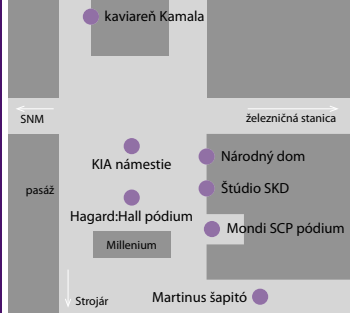 kaviareň Kamala
SNM
železničná stanica
KIA námestie
Národný dom
Štúdio SKD
pasáž
Hagard:Hall pódium
Mondi SCP pódium
Millenium
Strojár
Martinus šapitó